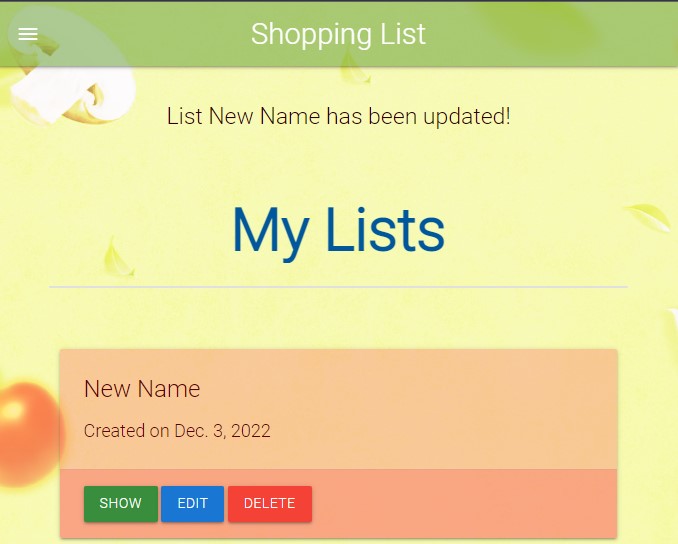 Shopping List
List New Name has been updated!
My Lists
New Name
Created on Dec. 3, 2022
SHOW EDIT DELETE